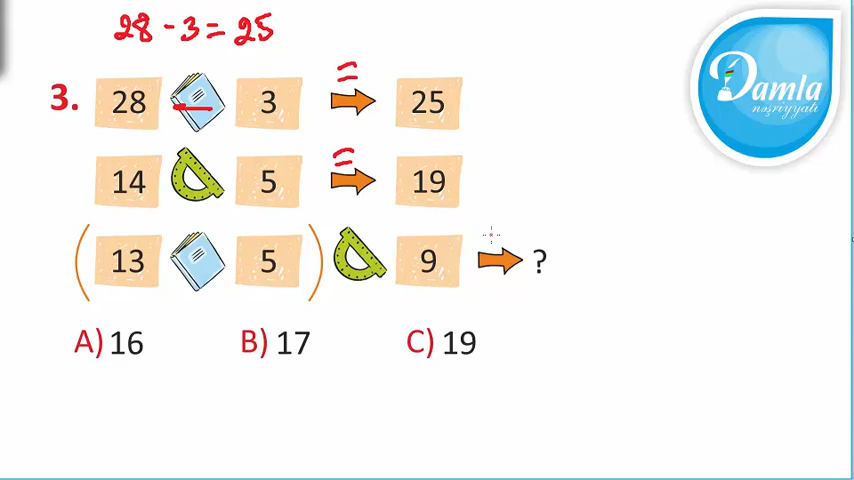 28 - 3 = 25
Damla
nəşriyyatı
3. 28 3 = 25
14 5 = 19
( 13 5 ) 9 ?
A) 16 B) 17 C) 19